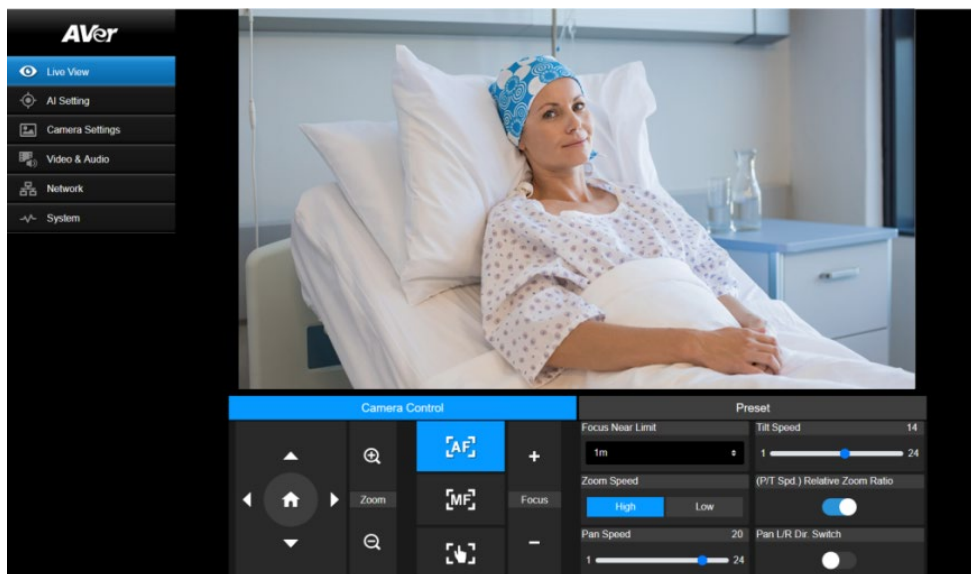 AVer
Live View
AI Setting
Camera Settings
Video & Audio
Network
System
Camera Control
Preset
Zoom
AF
MF
Focus
Focus Near Limit
1m
Tilt Speed 14
1 24
Zoom Speed
High Low
(P/T Spd.) Relative Zoom Ratio
Pan Speed 20
1 24
Pan L/R Dir. Switch